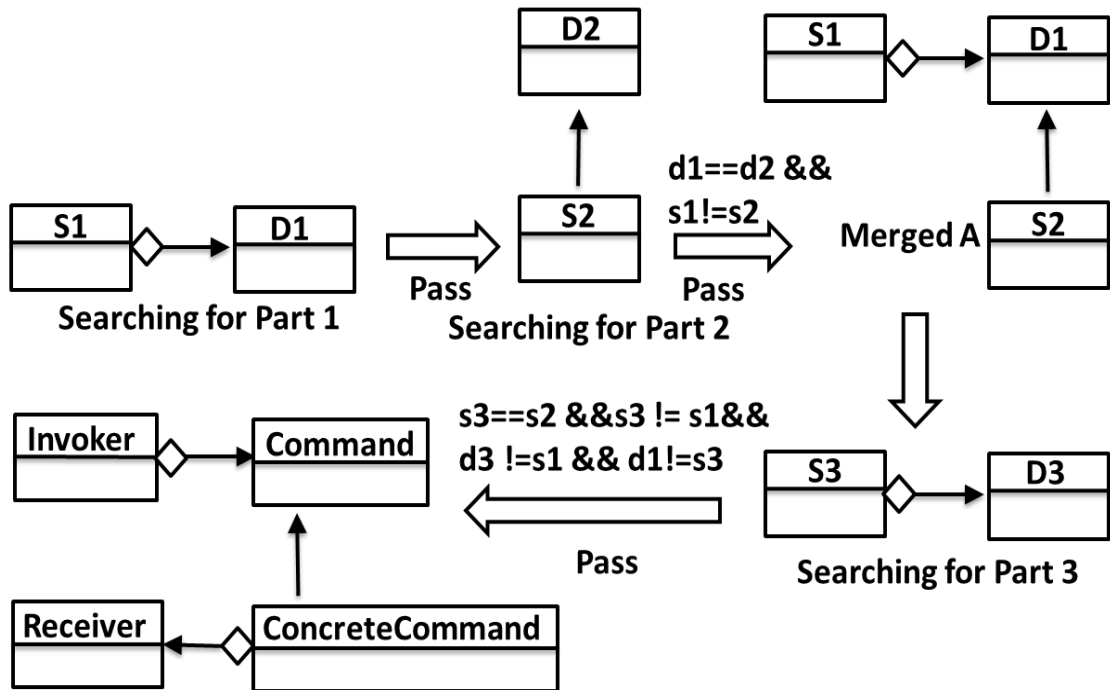 D2
S1
D1
d1==d2 &&
s1!=s2
S1
D1
S2
Merged A
S2
Pass
Pass
Searching for Part 1
Searching for Part 2
s3==s2 &&s3 != s1&&
d3 !=s1 && d1!=s3
Invoker
Command
S3
D3
Pass
Searching for Part 3
Receiver
ConcreteCommand